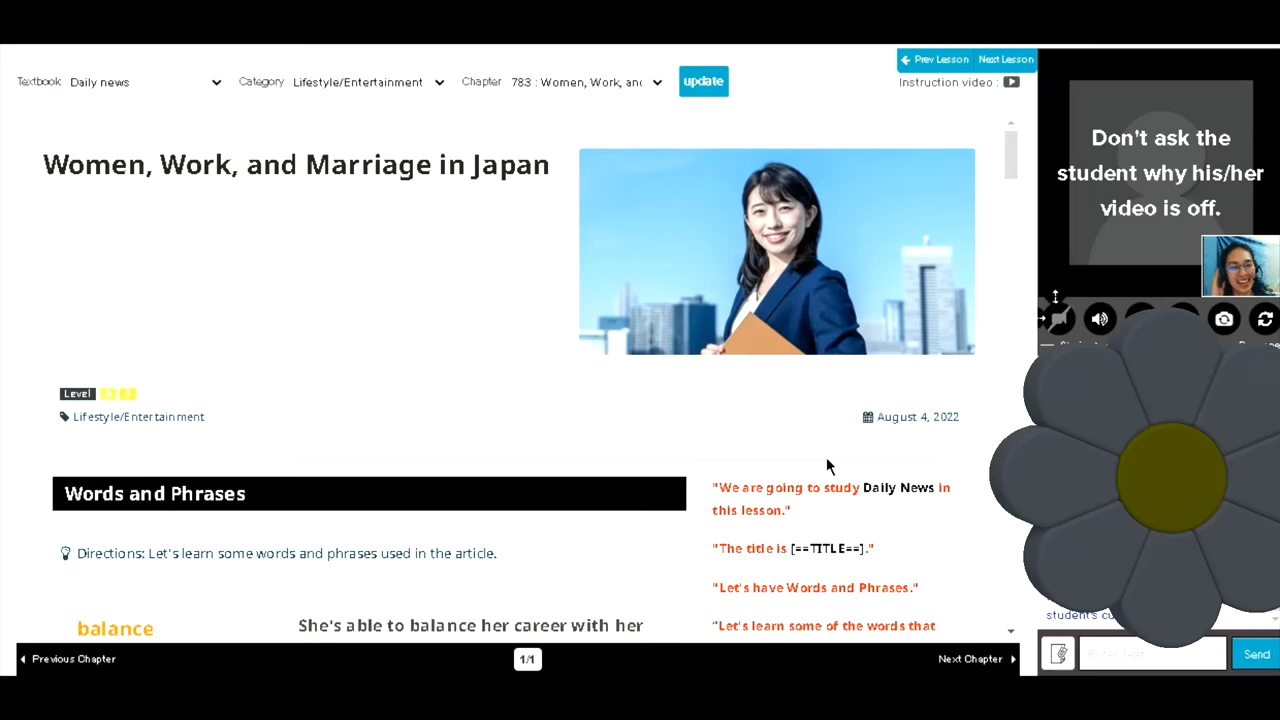 Prev Lesson
Next Lesson
Textbook
Daily news
Category
Lifestyle/Entertainment
Chapter
783 : Women, Work, and
update
Instruction video :
Women, Work, and Marriage in Japan
Don't ask the
student why his/her
video is off.
Level
Lifestyle/Entertainment
August 4, 2022
Words and Phrases
Directions: Let's learn some words and phrases used in the article.
balance
She's able to balance her career with her
"We are going to study Daily News in
this lesson."
"The title is [==TITLE==]."
"Let's have Words and Phrases."
"Let's learn some of the words that
Previous Chapter
1/1
Next Chapter
Enter Text
Send